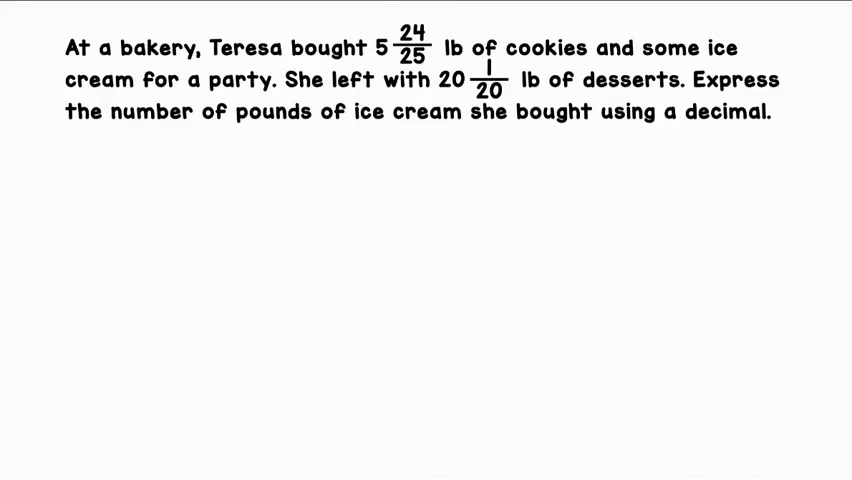 At a bakery, Teresa bought 5 24/25 lb of cookies and some ice
cream for a party. She left with 20 1/20 lb of desserts. Express
the number of pounds of ice cream she bought using a decimal.